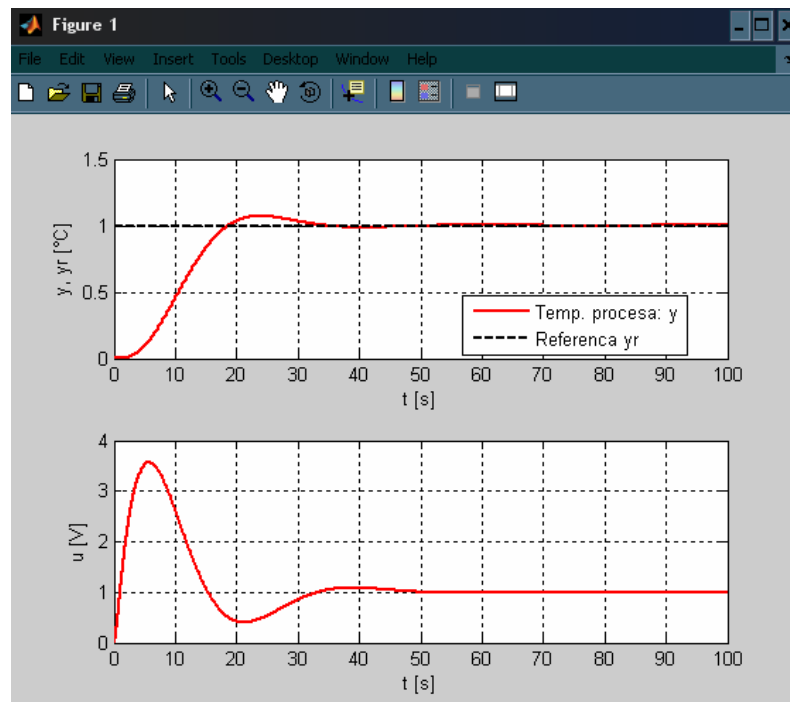 Figure 1
File Edit View Insert Tools Desktop Window Help
1.5
1
0.5
0
y, yr [°C]
Temp. procesa: y
Referenca yr
0 10 20 30 40 50 60 70 80 90 100
t [s]
4
3
2
1
0
u [V]
0 10 20 30 40 50 60 70 80 90 100
t [s]